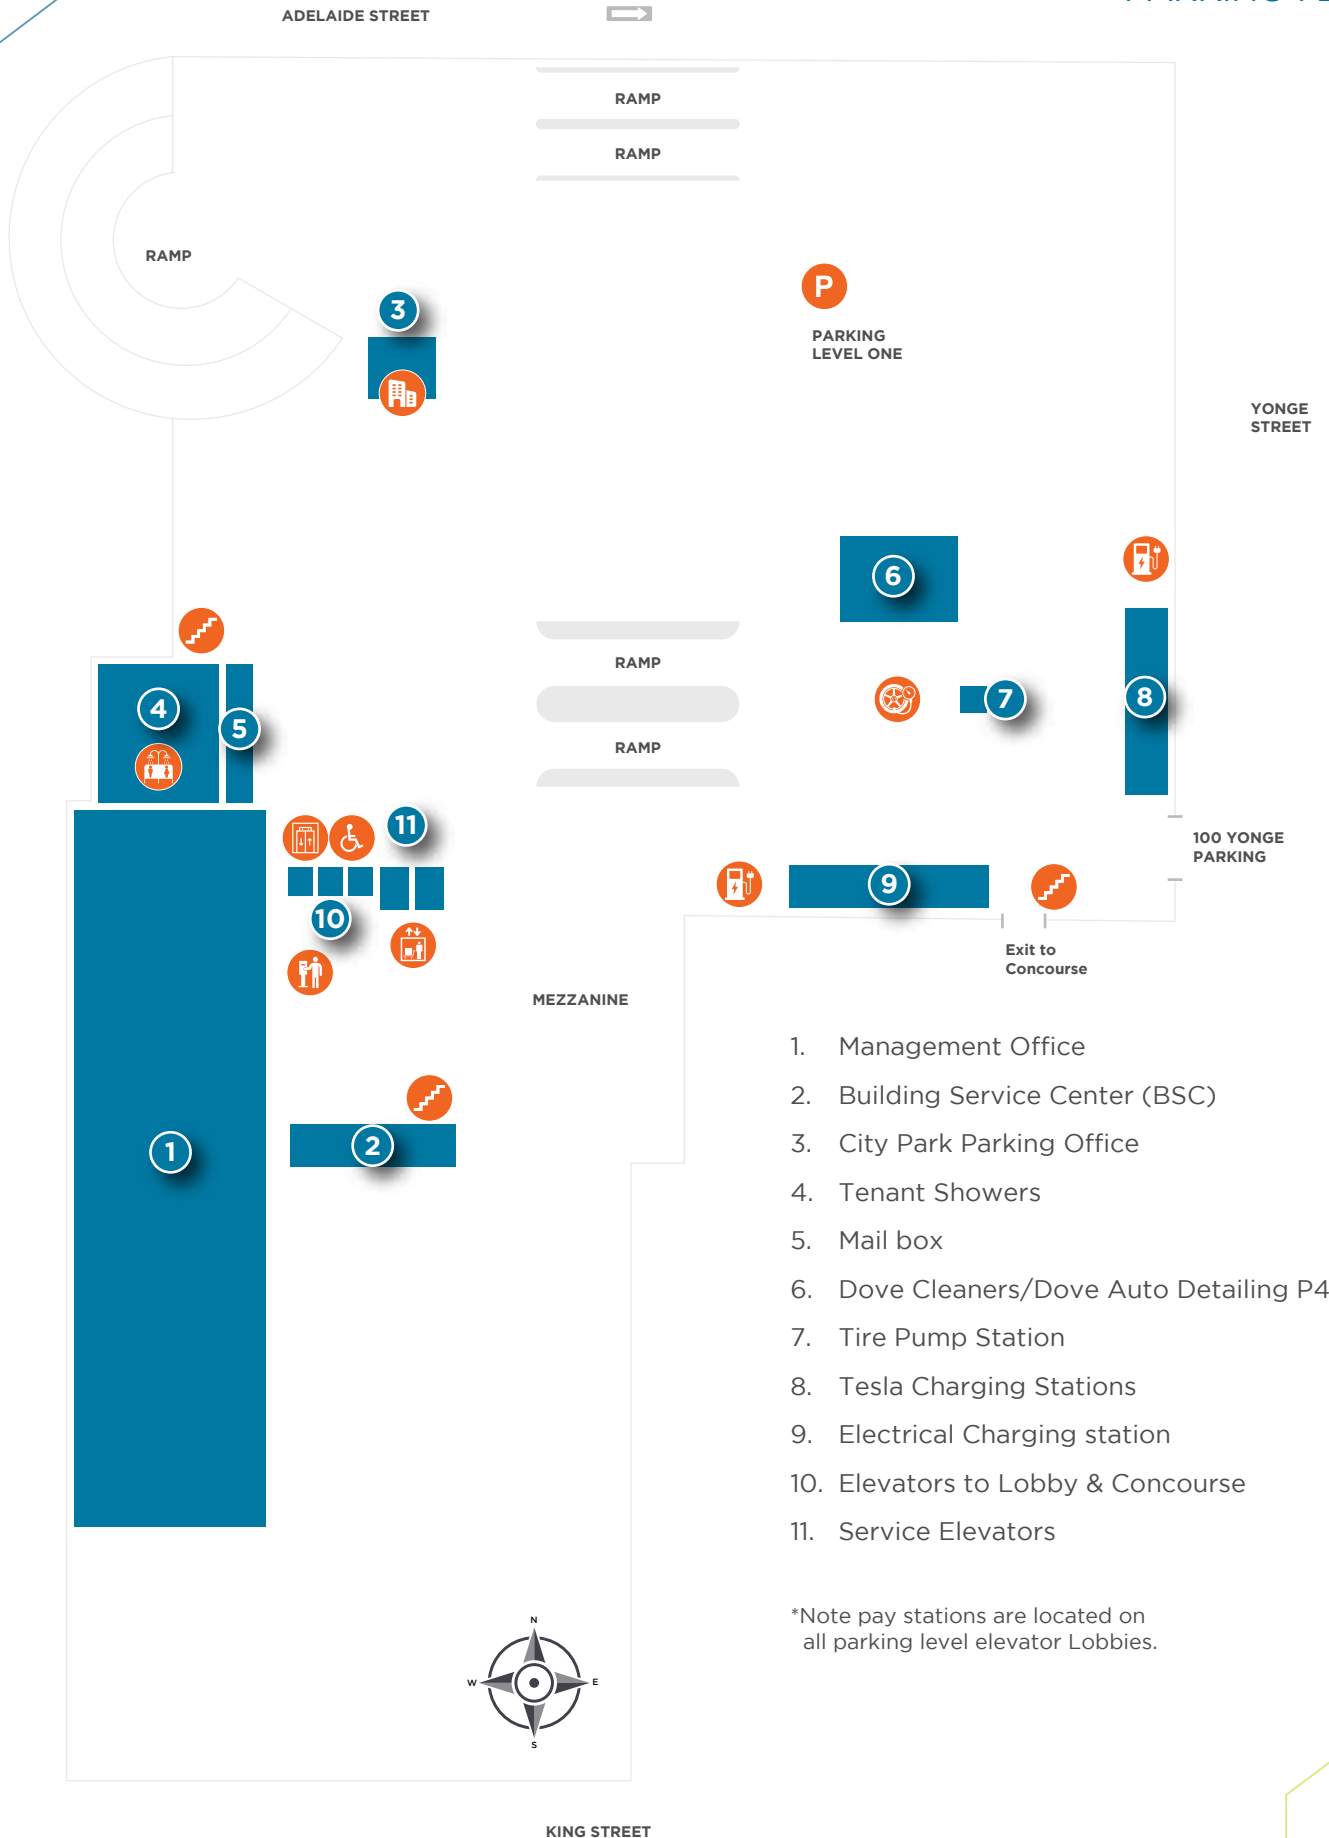 ADELAIDE STREET
RAMP
RAMP
RAMP
3
P
PARKING
LEVEL ONE
YONGE
STREET
6
RAMP
4
5
7
8
RAMP
11
100 YONGE
PARKING
9
10
Exit to
Concourse
MEZZANINE
1
2
1. Management Office
2. Building Service Center (BSC)
3. City Park Parking Office
4. Tenant Showers
5. Mail box
6. Dove Cleaners/Dove Auto Detailing P4
7. Tire Pump Station
8. Tesla Charging Stations
9. Electrical Charging station
10. Elevators to Lobby & Concourse
11. Service Elevators
*Note pay stations are located on
all parking level elevator Lobbies.
N
W E
S
KING STREET